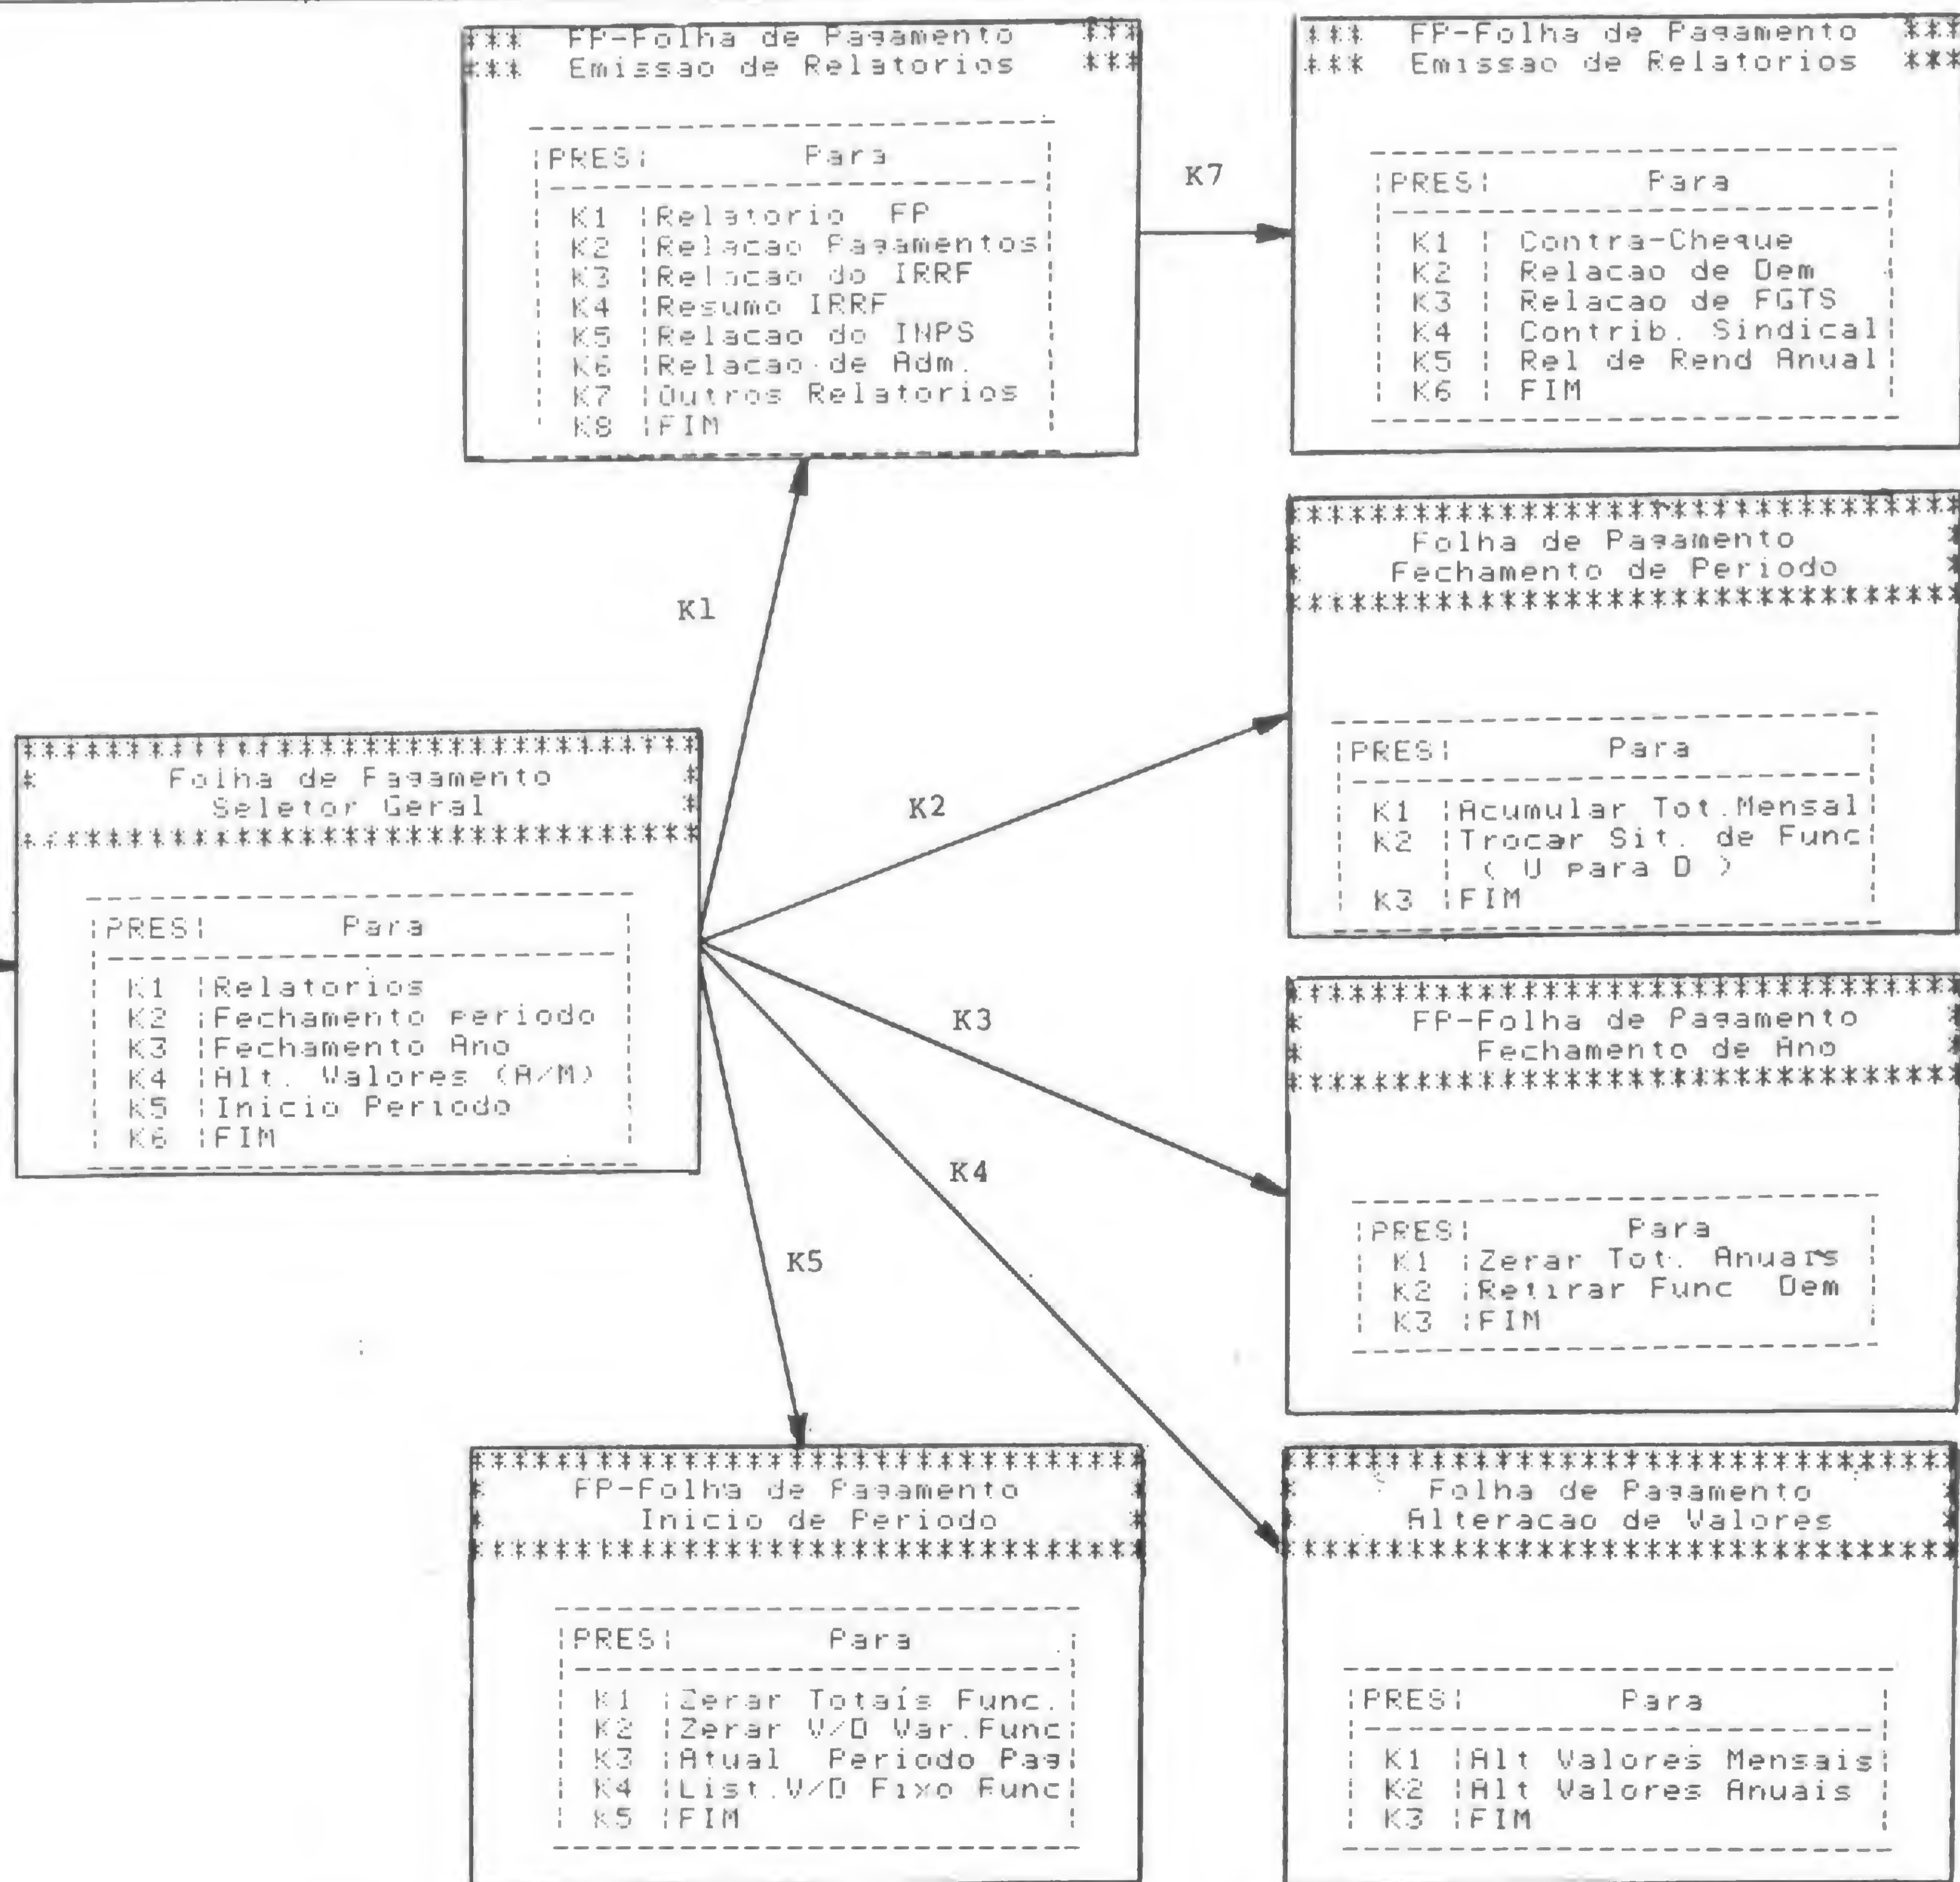 *** FP-Folha de Pagamento ***
*** Emissao de Relatorios ***
PRES Para
K1 Relatorio FP
K2 Relacao Pagamentos
K3 Relacao do IRRF
K4 Resumo IRRF
K5 Relacao do INPS
K6 Relacao de Adm.
K7 Outros Relatorios
K8 FIM
K7
*** FP-Folha de Pagamento ***
*** Emissao de Relatorios ***
PRES Para
K1 Contra-Cheque
K2 Relacao de Dem
K3 Relacao de FGTS
K4 Contrib. Sindical
K5 Rel de Rend Anual
K6 FIM
K1
Folha de Pagamento
Seletor Geral
PRES Para
K1 Relatorios
K2 Fechamento periodo
K3 Fechamento Ano
K4 Alt. Valores (A/M)
K5 Inicio Periodo
K6 FIM
K2
Folha de Pagamento
Fechamento de Periodo
PRES Para
K1 Acumular Tot.Mensal
K2 Trocar Sit. de Func
( U para D )
K3 FIM
K3
FP-Folha de Pagamento
Fechamento de Ano
PRES Para
K1 Zerar Tot. Anuais
K2 Retirar Func Dem
K3 FIM
K4
Folha de Pagamento
Alteracao de Valores
PRES Para
K1 Alt Valores Mensais
K2 Alt Valores Anuais
K3 FIM
K5
FP-Folha de Pagamento
Inicio de Periodo
PRES Para
K1 Zerar Totais Func.
K2 Zerar V/D Var.Func
K3 Atual Periodo Pag
K4 List.V/D Fixo Func
K5 FIM